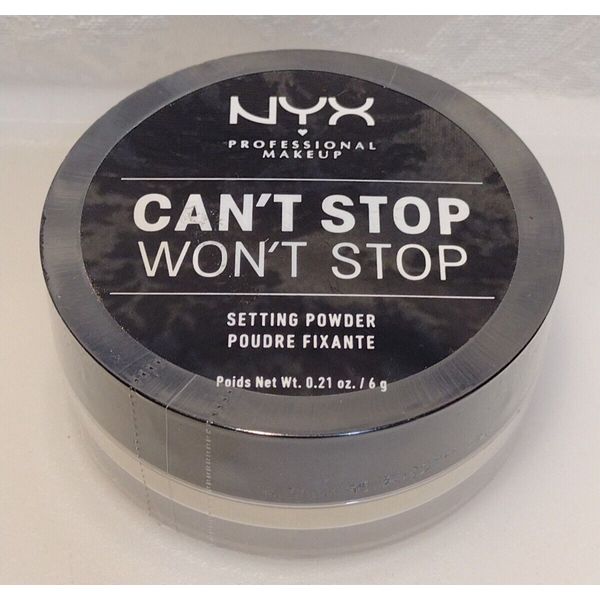 NYX
PROFESSIONAL
MAKEUP
CAN'T STOP
WON'T STOP
SETTING POWDER
POUDRE FIXANTE
Poids Net Wt. 0.21 oz. / 6 g